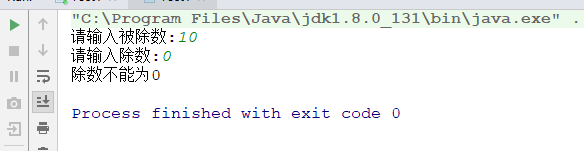 "C:\Program Files\Java\jdk1.8.0_131\bin\java.exe" .
请输入被除数:10
请输入除数:0
除数不能为0
Process finished with exit code 0